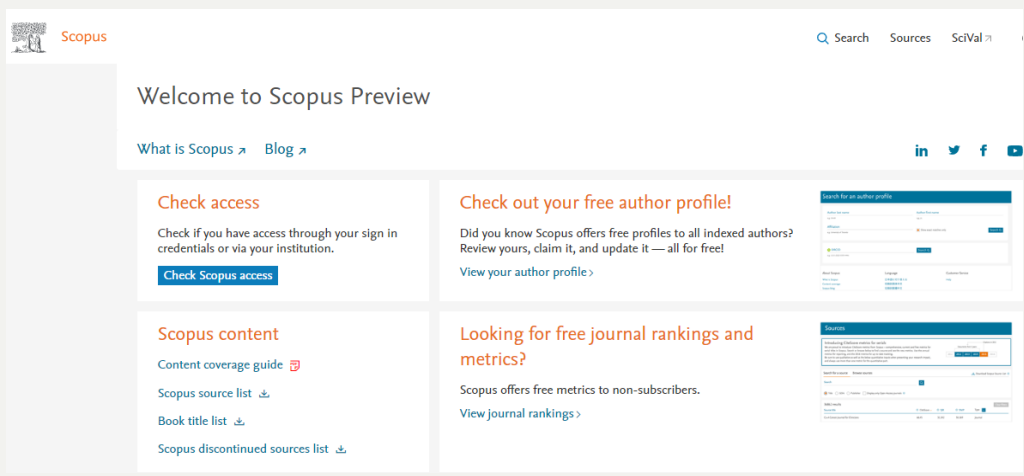 Scopus
Search Sources SciVal
Welcome to Scopus Preview
What is Scopus Blog
Check access
Check if you have access through your sign in
credentials or via your institution.
Check Scopus access
Check out your free author profile!
Did you know Scopus offers free profiles to all indexed authors?
Review yours, claim it, and update it — all for free!
View your author profile
Search for an author profile
Scopus content
Content coverage guide
Scopus source list
Book title list
Scopus discontinued sources list
Looking for free journal rankings and
metrics?
Scopus offers free metrics to non-subscribers.
View journal rankings
Sources